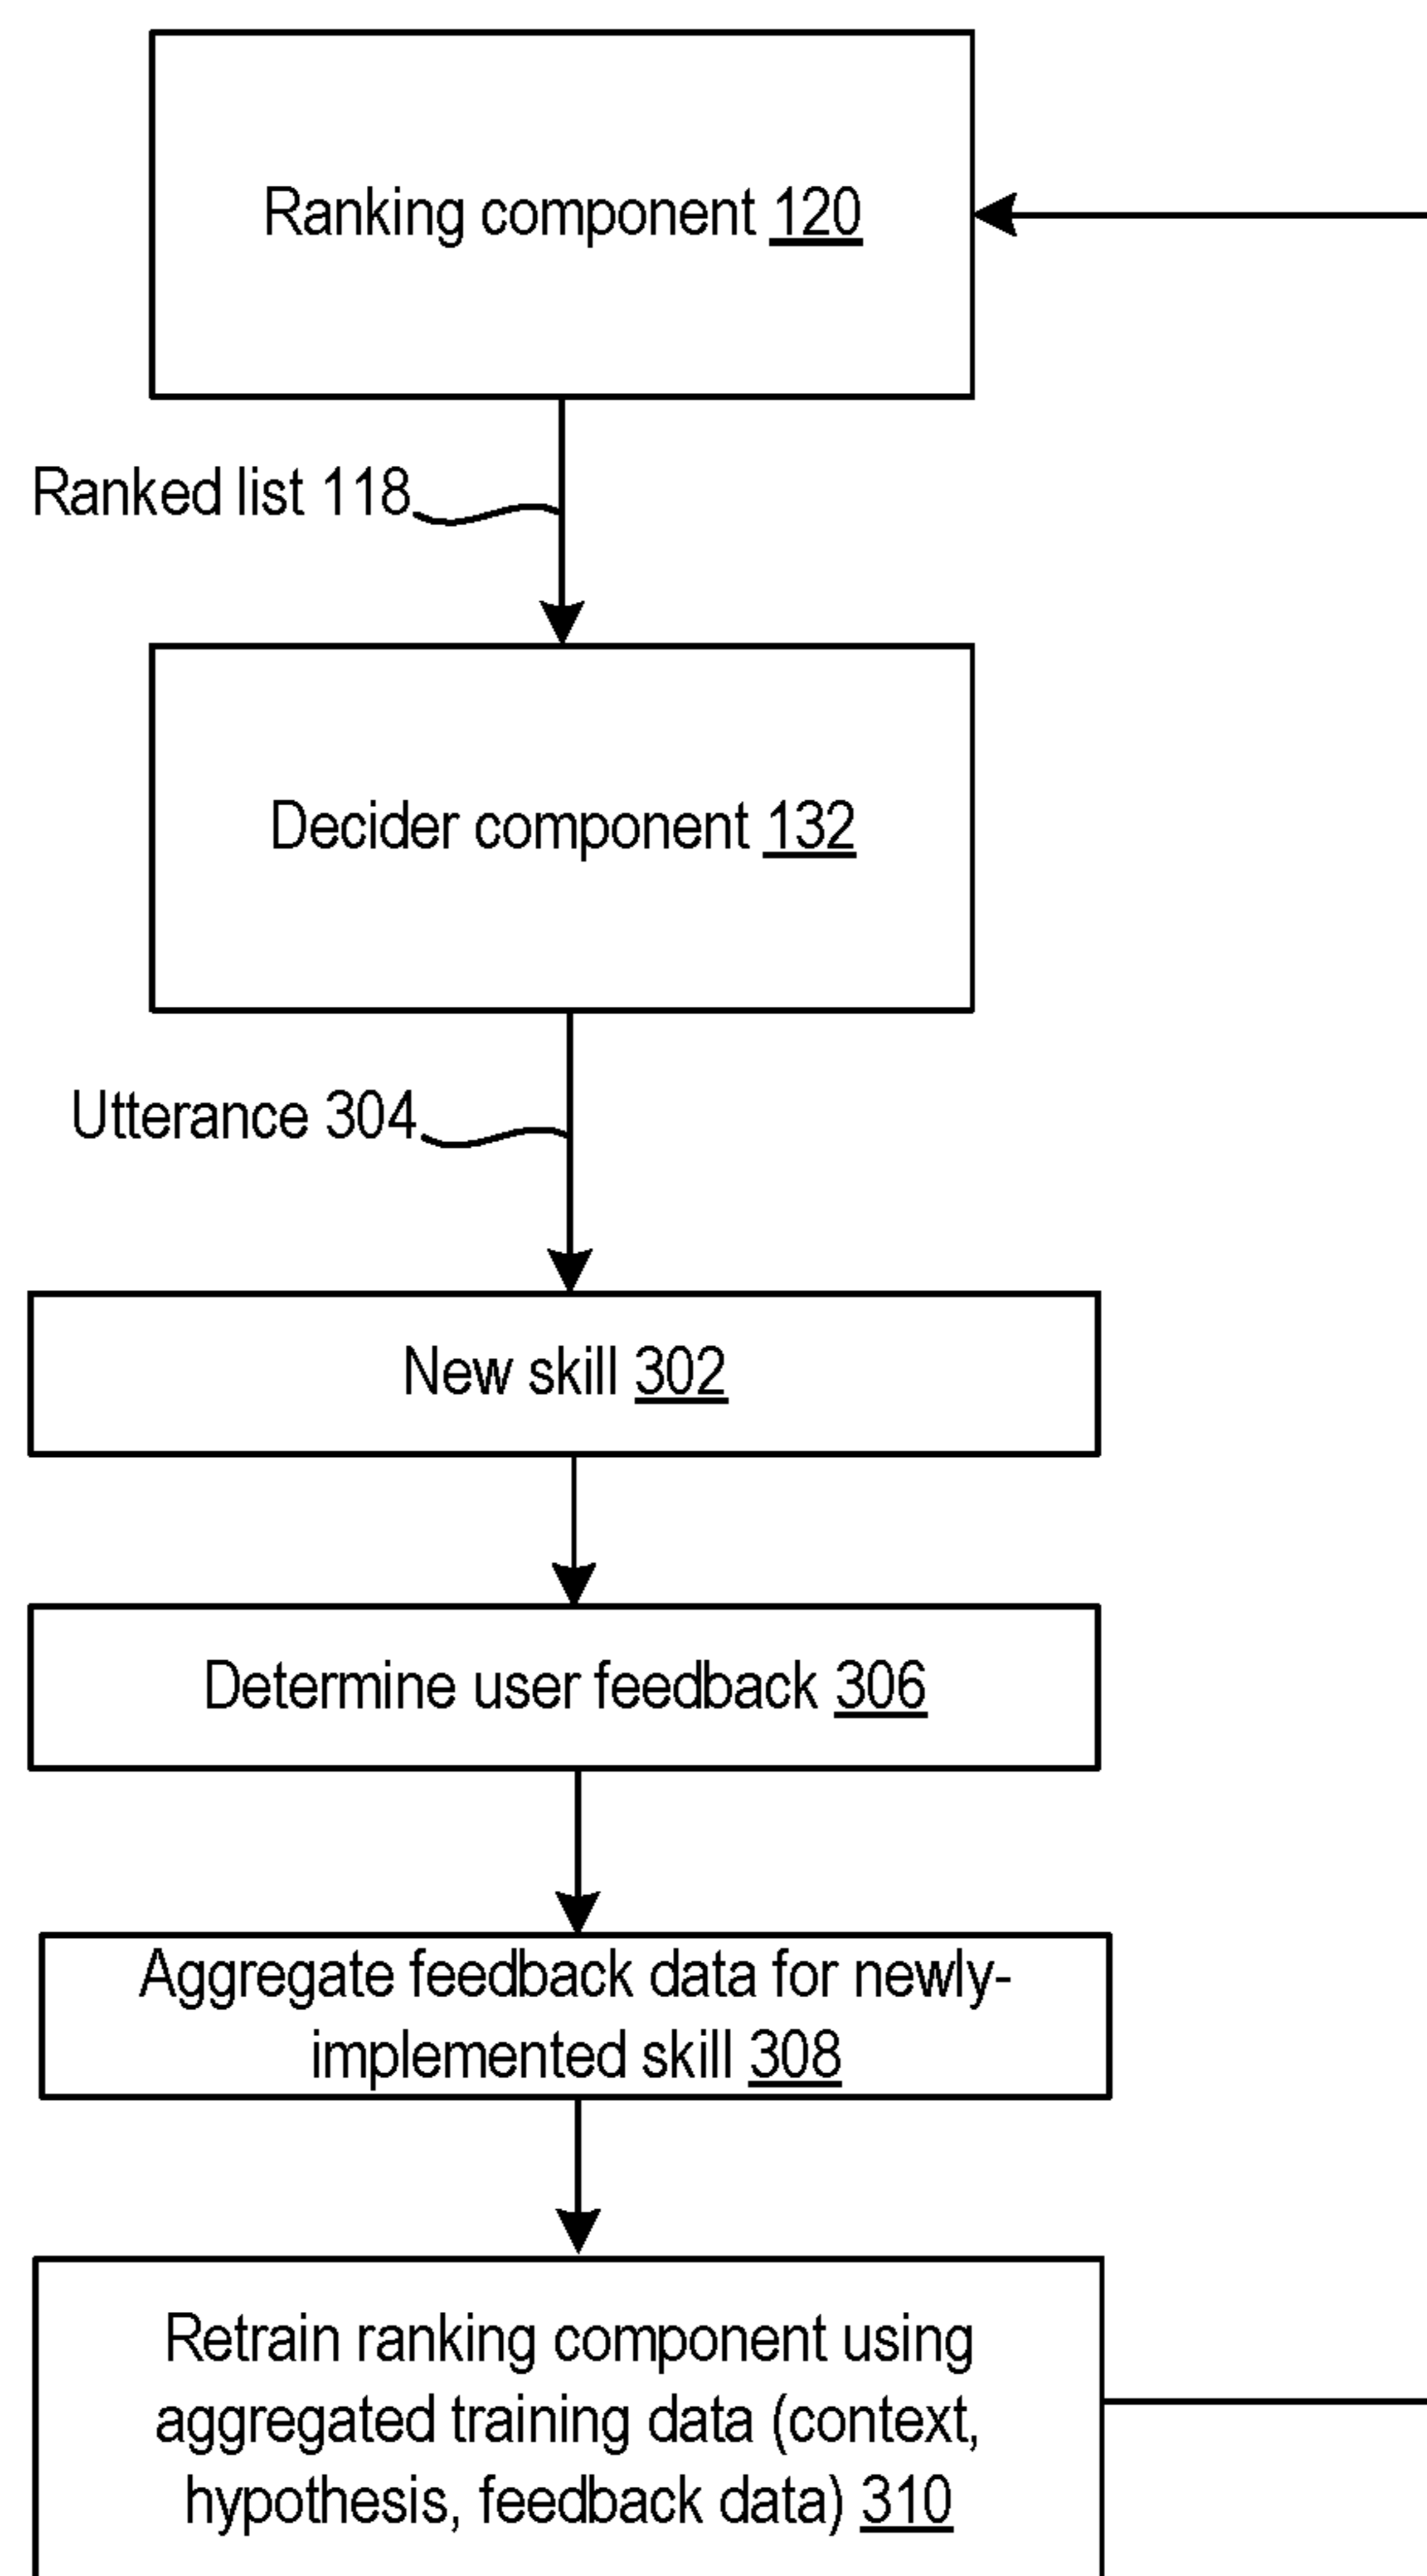 Ranking component 120
Ranked list 118
Decider component 132
Utterance 304
New skill 302
Determine user feedback 306
Aggregate feedback data for newly-
implemented skill 308
Retrain ranking component using
aggregated training data (context,
hypothesis, feedback data) 310